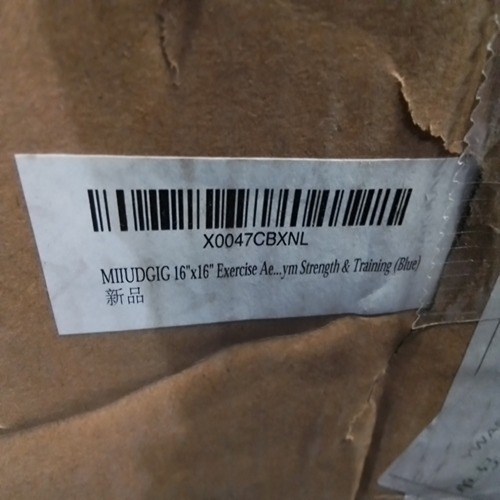 X0047CBXNL
MIIUDGIG 16"x16" Exercise Ae...ym Strength & Training (Blue)
新品